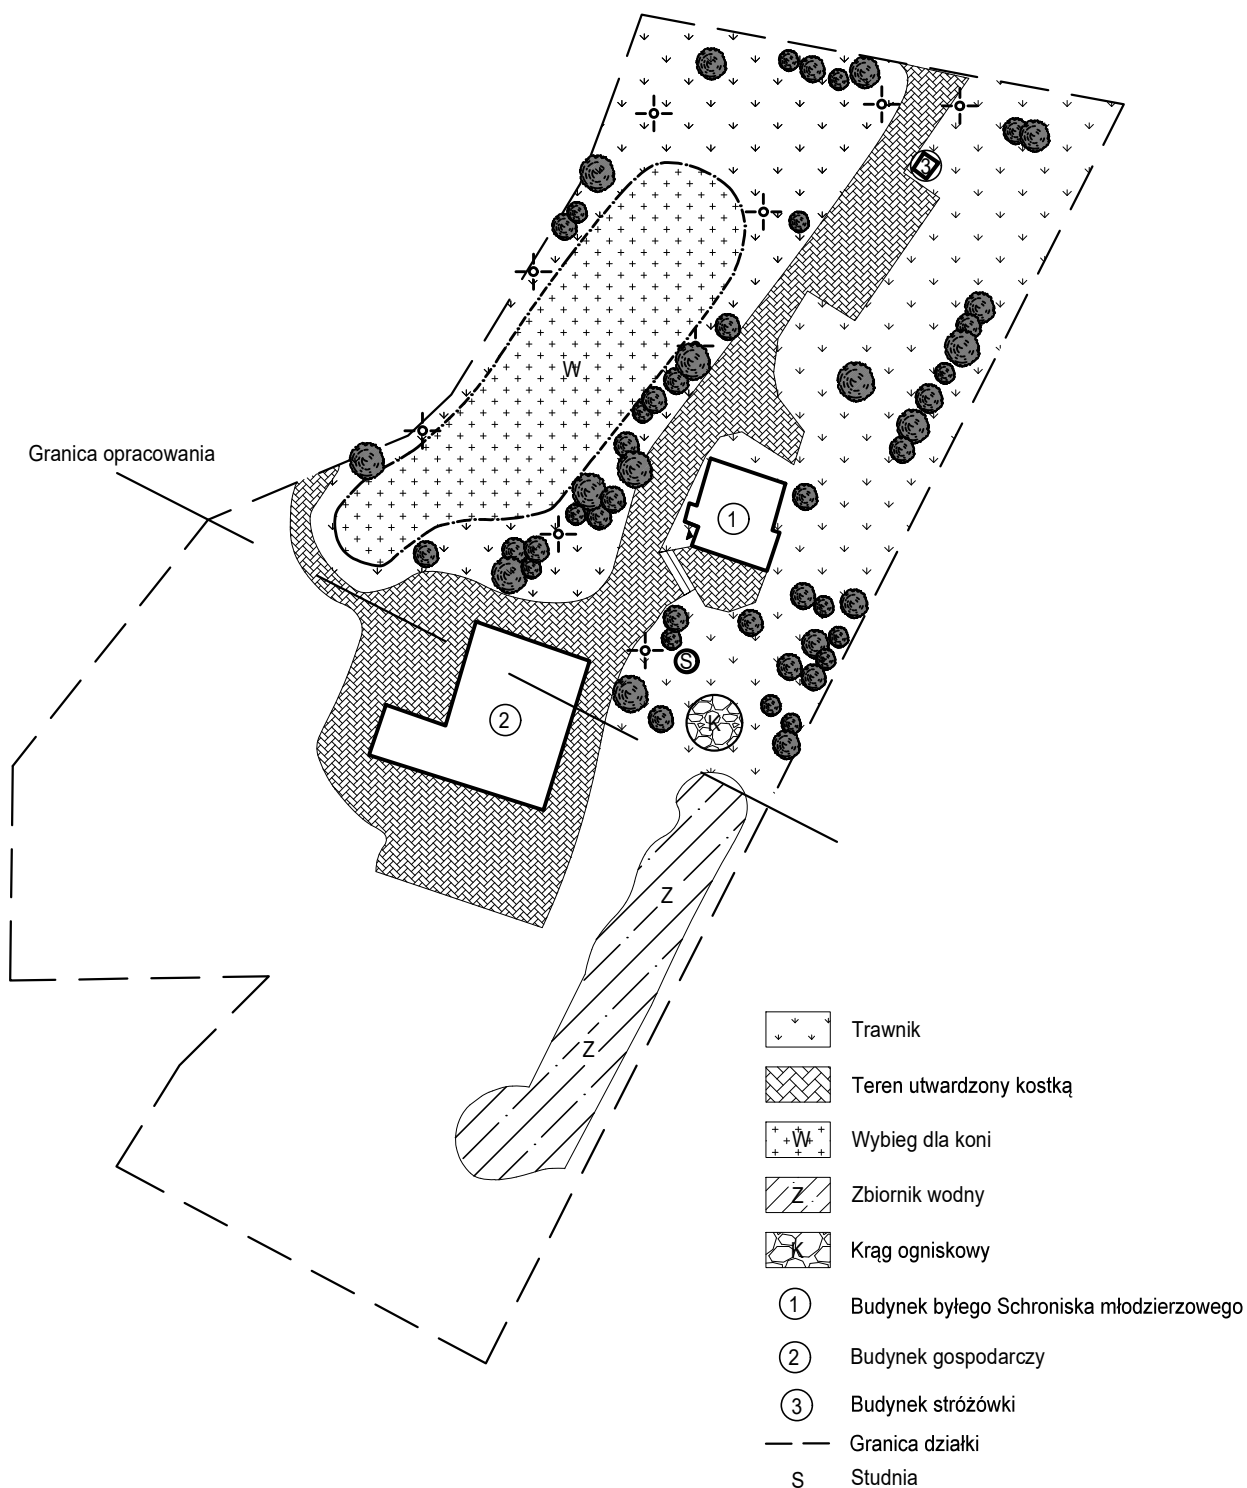 3
W
Granica opracowania
1
S
2
K
Z
Z
Trawnik
Teren utwardzony kostką
W Wybieg dla koni
Z Zbiornik wodny
K Krąg ogniskowy
1 Budynek byłego Schroniska młodzierzowego
2 Budynek gospodarczy
3 Budynek stróżówki
Granica działki
S Studnia